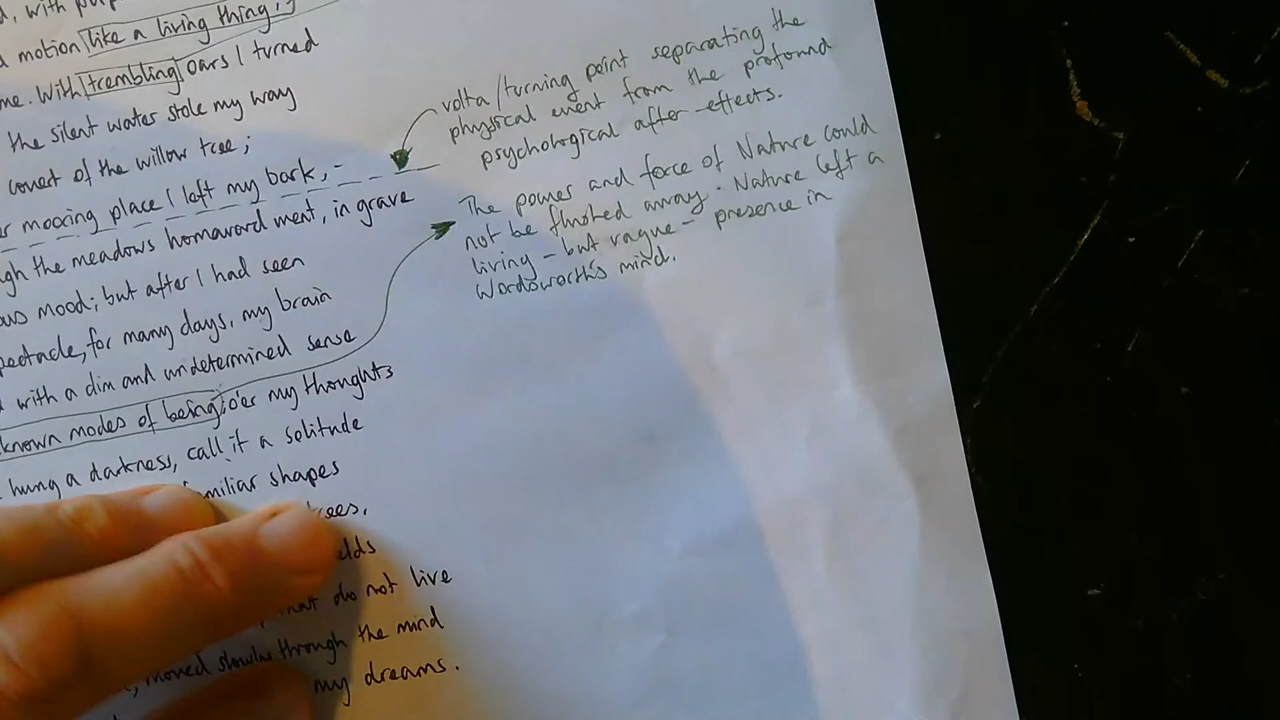 d, with
d motion like a living thing,
me. With trembling oars I turned
the silent water stole my way
covert of the willow tree;
mooring place I left my bark, -
gh the meadows homeward went, in grave
ous mood; but after I had seen
pectacle, for many days, my brain
d with a dim and undetermined sense
known modes of being; o'er my thoughts
hung a darkness, call it a solitude
amiliar shapes
trees,
elds
that do not live
, moved slowly through the mind
my dreams.
volta/turning point separating the
physical event from the profound
psychological after-effects.
The power and force of Nature could
not be flushed away. Nature left a
living - but vague - presence in
Wordsworth's mind.